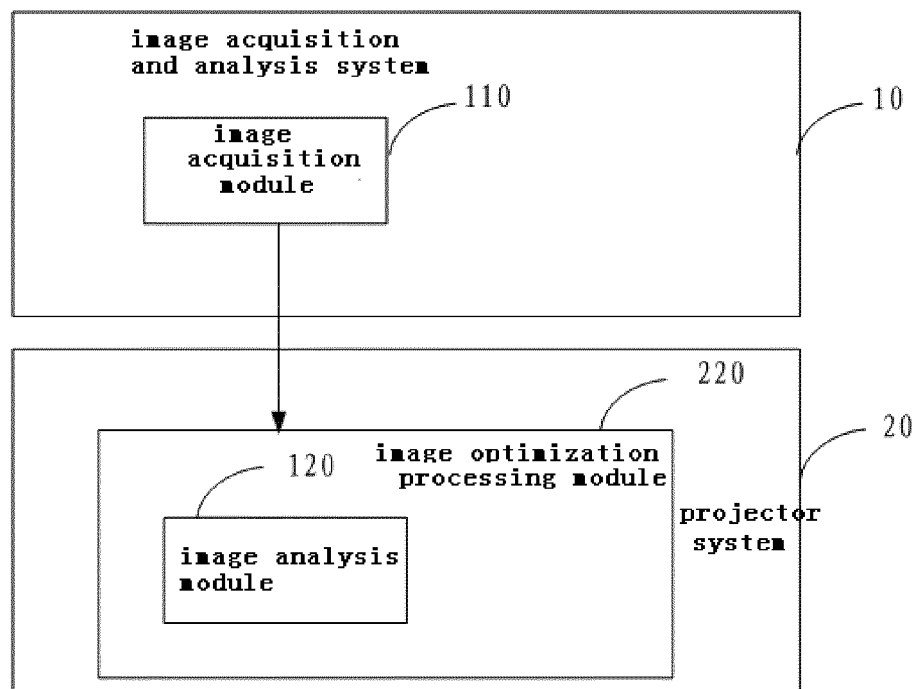 image acquisition
and analysis system
110
10
image
acquisition
module
220
20
image optimization
processing module
120
projector
system
image analysis
module